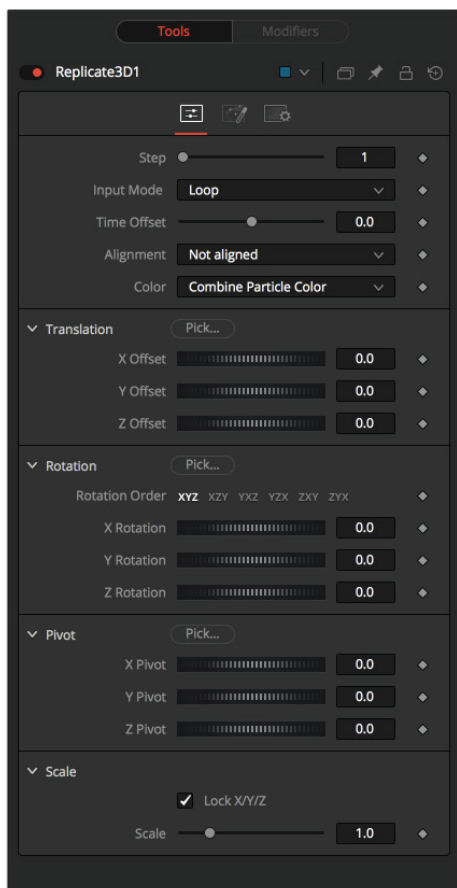 Tools Modifiers
Replicate3D1
Step 1
Input Mode Loop
Time Offset 0.0
Alignment Not aligned
Color Combine Particle Color
Translation Pick...
X Offset 0.0
Y Offset 0.0
Z Offset 0.0
Rotation Pick...
Rotation Order XYZ XZY YXZ YZX ZXY ZYX
X Rotation 0.0
Y Rotation 0.0
Z Rotation 0.0
Pivot Pick...
X Pivot 0.0
Y Pivot 0.0
Z Pivot 0.0
Scale
Lock X/Y/Z
Scale 1.0